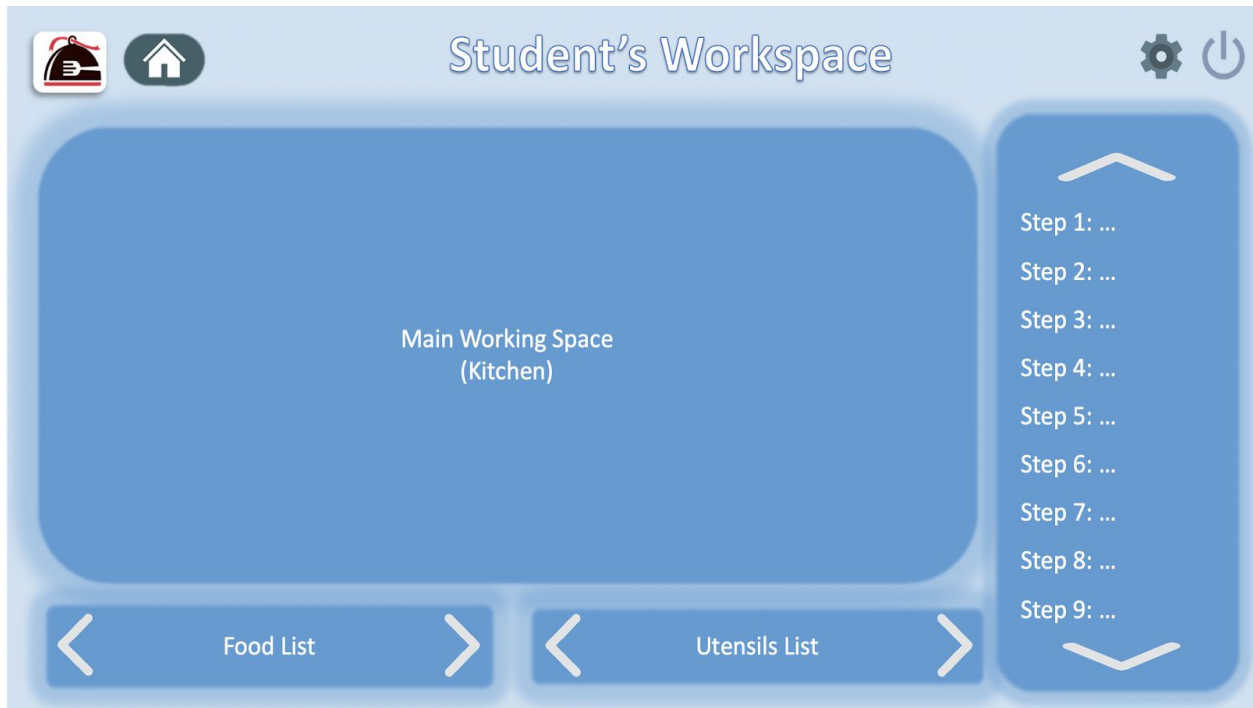 Student's Workspace
Main Working Space
(Kitchen)
Step 1: ...
Step 2: ...
Step 3: ...
Step 4: ...
Step 5: ...
Step 6: ...
Step 7: ...
Step 8: ...
Step 9: ...
Food List
Utensils List